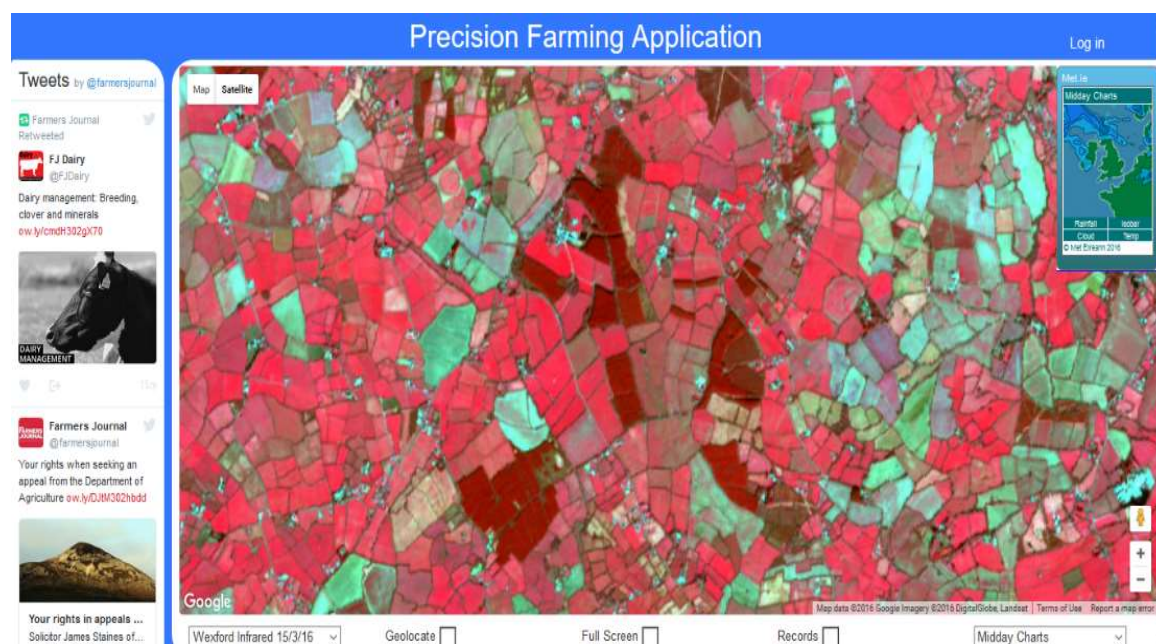 Precision Farming Application
Log in
Tweets by @farmersjournal
Farmers Journal
Retweeted
FJ Dairy
@FJDairy
Dairy management: Breeding,
clover and minerals
ow.ly/cmdH302gX70
DAIRY
MANAGEMENT
Farmers Journal
@farmersjournal
Your rights when seeking an
appeal from the Department of
Agriculture ow.ly/DJtM302hbdd
Your rights in appeals ...
Solicitor James Staines of...
Map Satellite
Met.ie
Midday Charts
Rainfall Isobar
Cloud Temp
© Met Éireann 2016
Google
Map data ©2016 Google Imagery ©2016 DigitalGlobe, Landsat Terms of Use Report a map error
Wexford Infrared 15/3/16
Geolocate
Full Screen
Records
Midday Charts